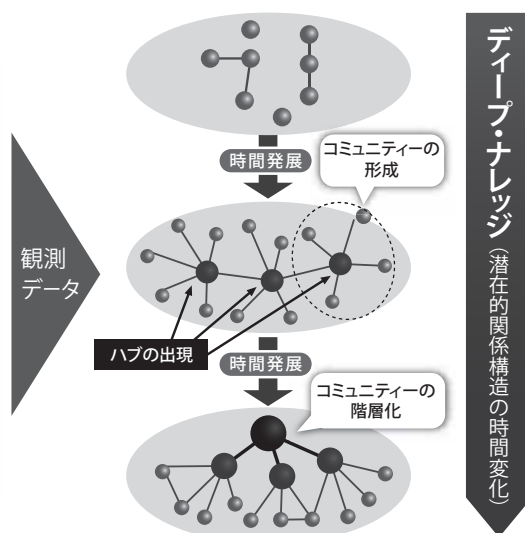 時間発展
コミュニティーの
形成
観測
データ
ハブの出現
時間発展
コミュニティーの
階層化
ディープ・ナレッジ（潜在的関係構造の時間変化）